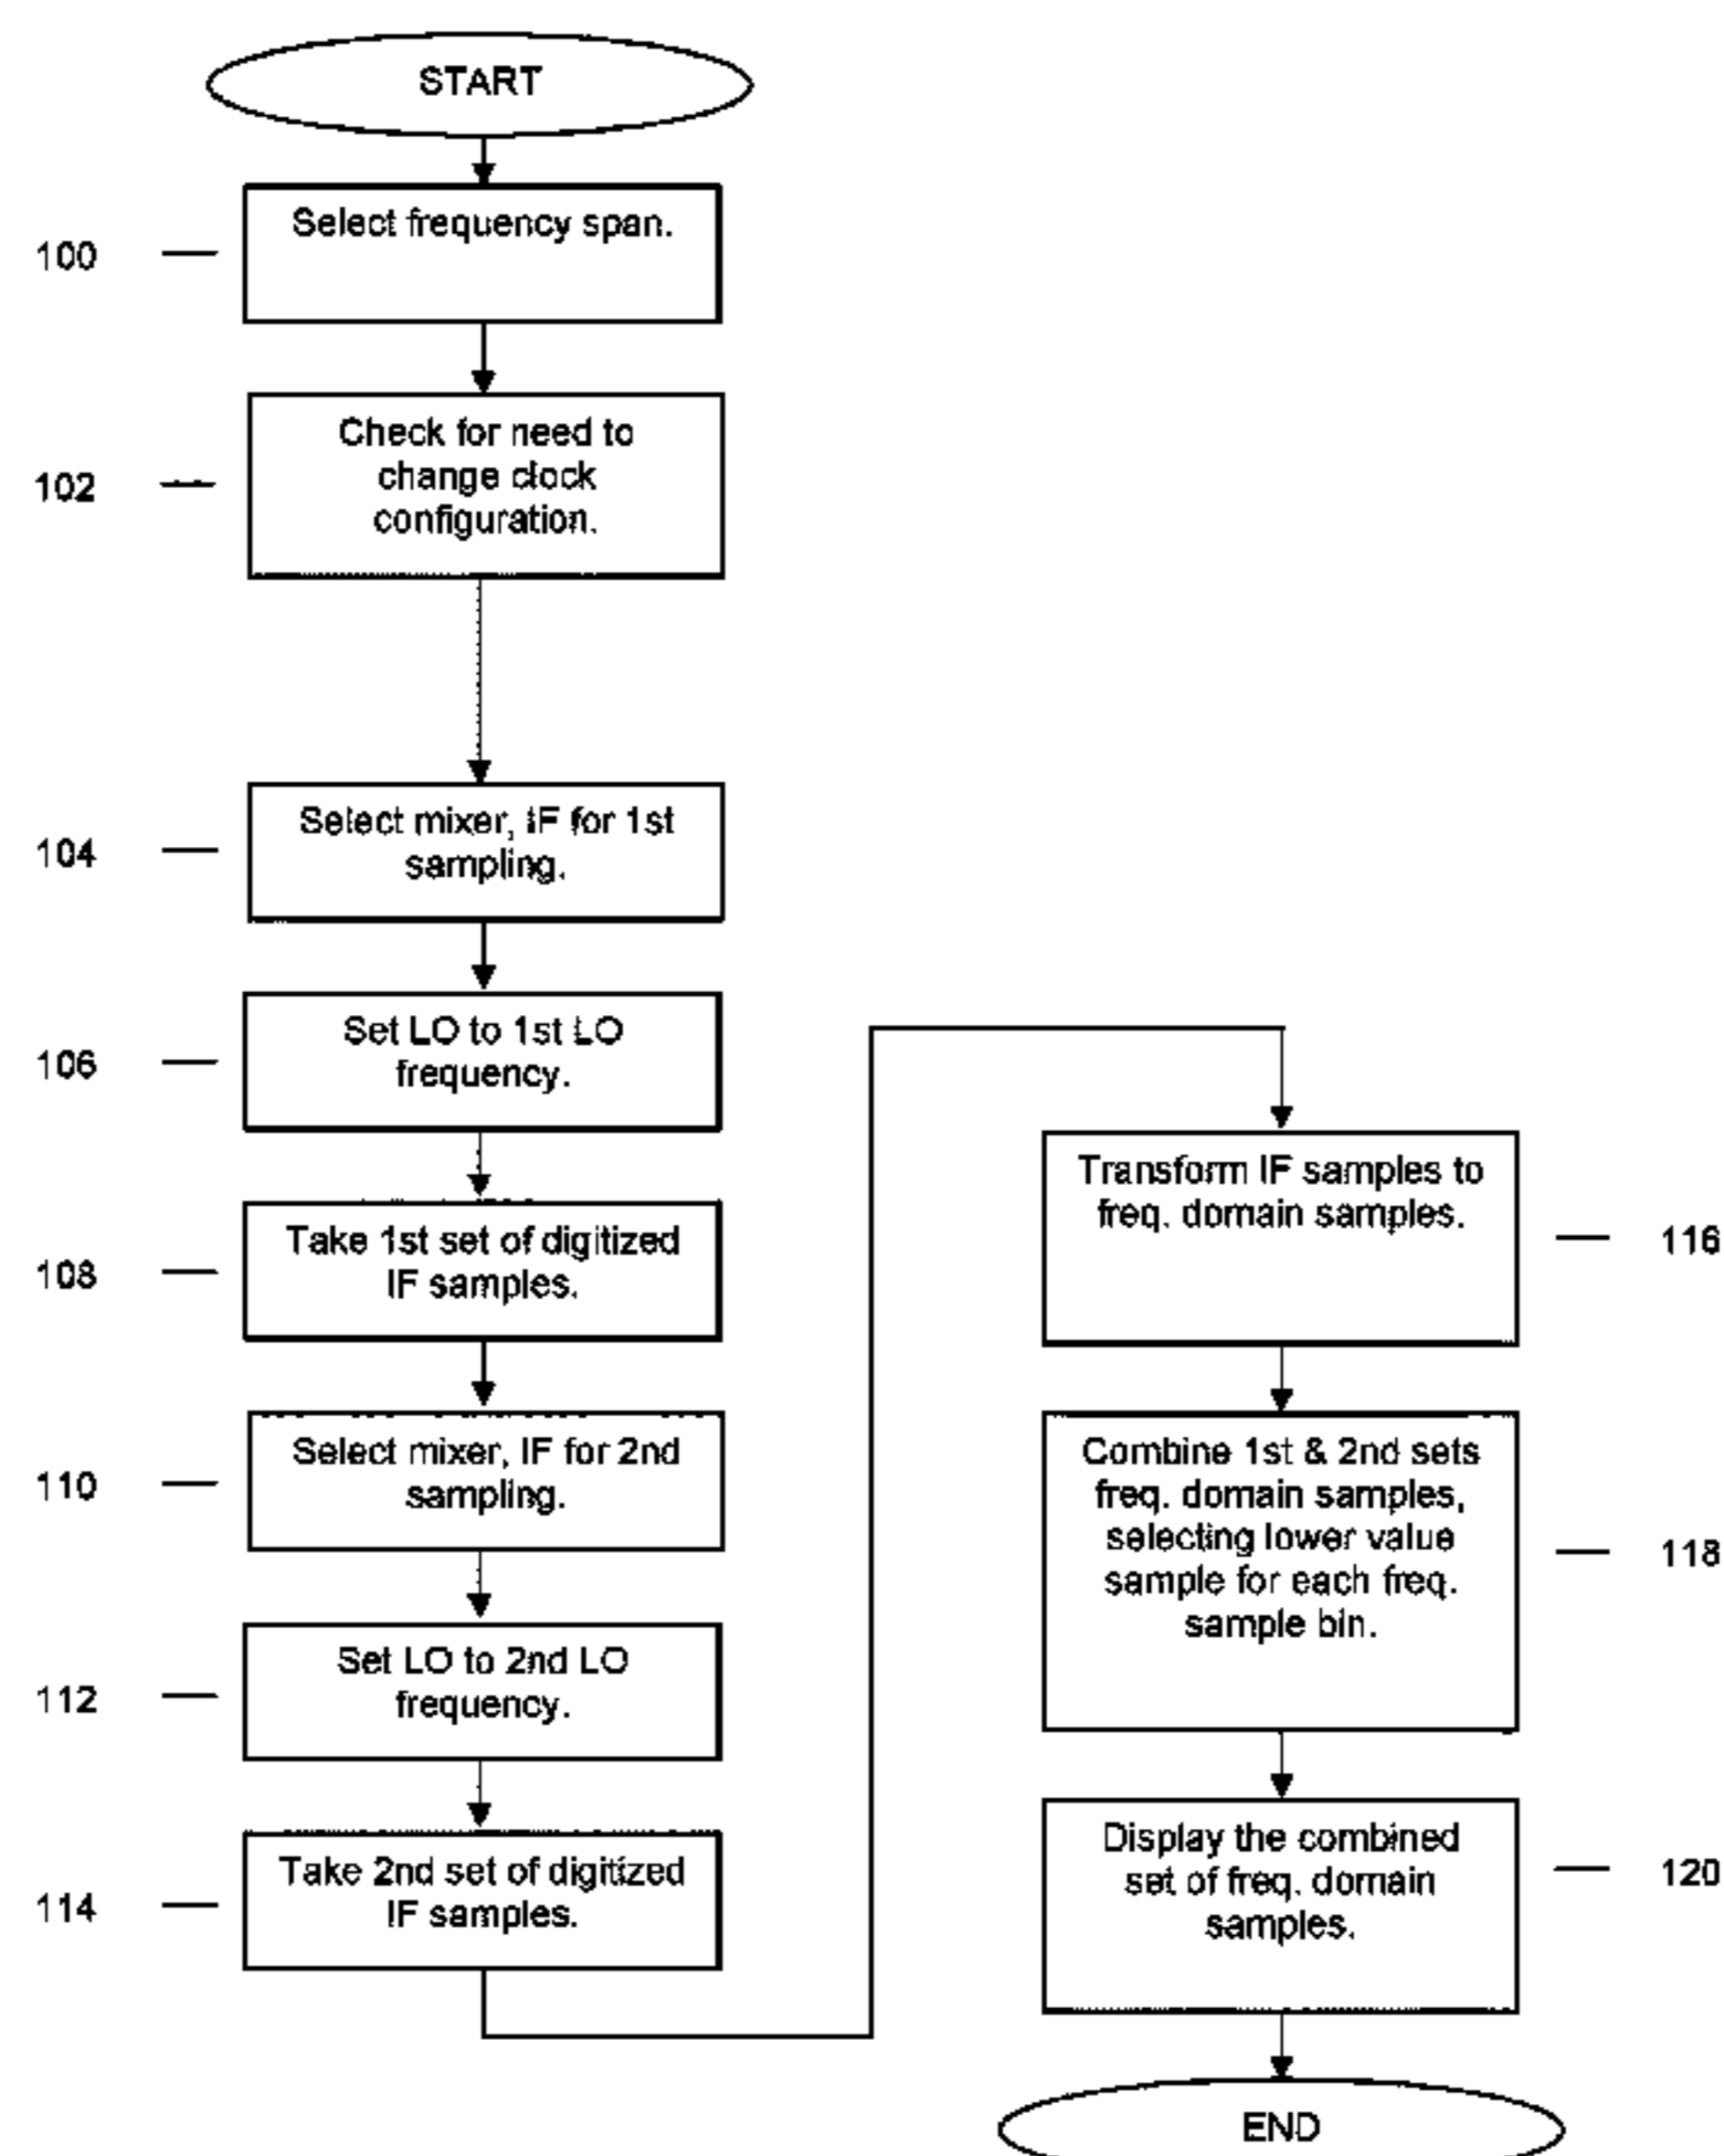 START
100
Select frequency span.
102
Check for need to
change clock
configuration.
104
Select mixer, IF for 1st
sampling.
106
Set LO to 1st LO
frequency.
108
Take 1st set of digitized
IF samples.
110
Select mixer, IF for 2nd
sampling.
112
Set LO to 2nd LO
frequency.
114
Take 2nd set of digitized
IF samples.
Transform IF samples to
freq. domain samples.
116
Combine 1st & 2nd sets
freq. domain samples,
selecting lower value
sample for each freq.
sample bin.
118
Display the combined
set of freq. domain
samples.
120
END